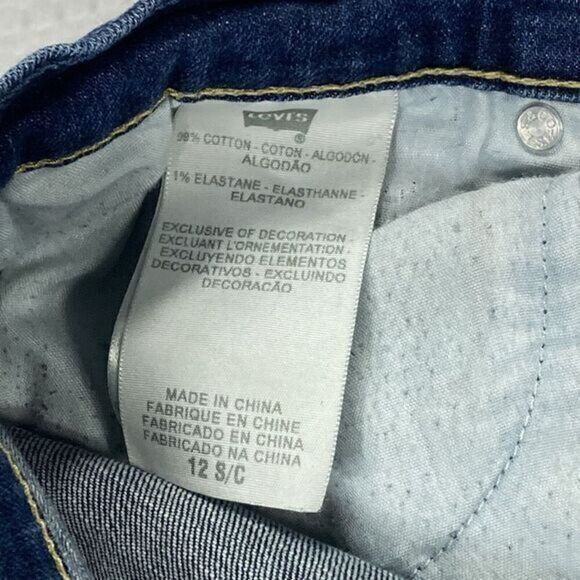 Levi's
®
99% COTTON - COTON - ALGODÓN -
ALGODÃO
1% ELASTANE - ELASTHANNE -
ELASTANO
EXCLUSIVE OF DECORATION -
EXCLUANT L'ORNEMENTATION -
EXCLUYENDO ELEMENTOS
DECORATIVOS - EXCLUINDO
DECORAÇÃO
MADE IN CHINA
FABRIQUE EN CHINE
FABRICADO EN CHINA
FABRICADO NA CHINA
12 S/C